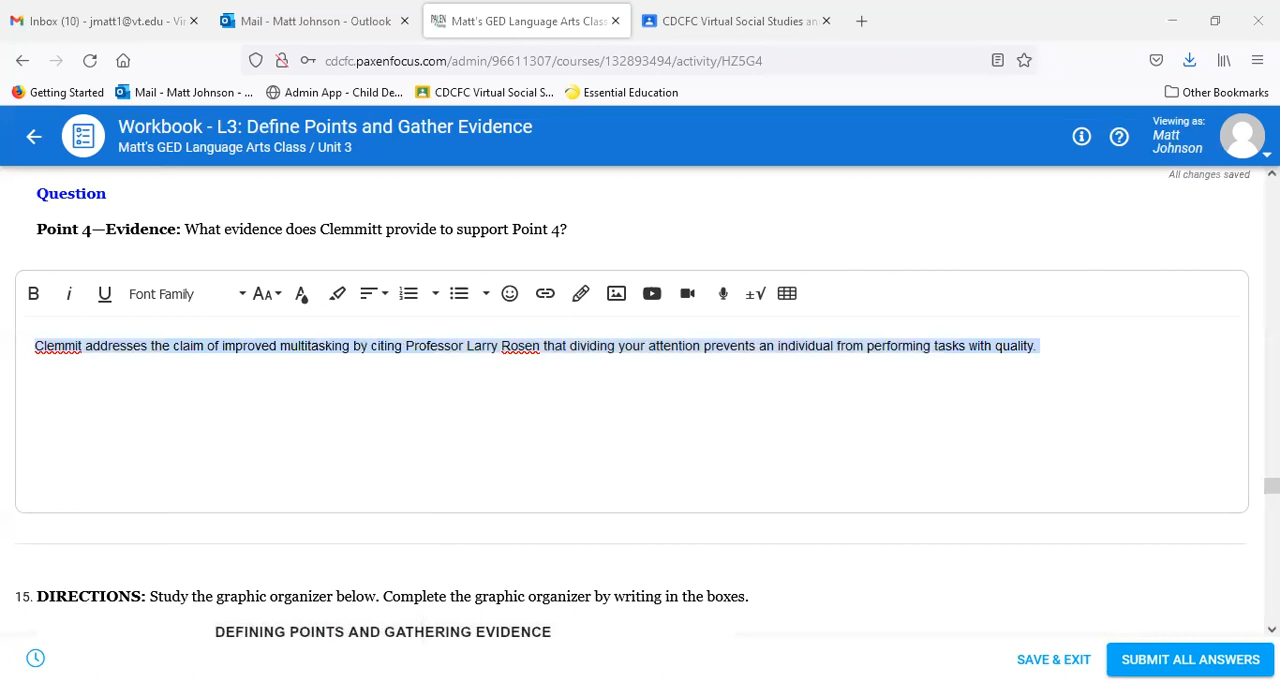 Inbox (10) - jmatt1@vt.edu - Vir
Mail - Matt Johnson - Outlook
Matt's GED Language Arts Class
CDCFC Virtual Social Studies an
cdcfc.paxenfocus.com/admin/96611307/courses/132893494/activity/HZ5G4
Getting Started
Mail - Matt Johnson - ...
Admin App - Child De...
CDCFC Virtual Social S...
Essential Education
Other Bookmarks
Workbook - L3: Define Points and Gather Evidence
Matt's GED Language Arts Class / Unit 3
Viewing as:
Matt
Johnson
All changes saved
Question
Point 4—Evidence: What evidence does Clemmitt provide to support Point 4?
B i U Font Family AA A ±√
Clemmit addresses the claim of improved multitasking by citing Professor Larry Rosen that dividing your attention prevents an individual from performing tasks with quality.
15. DIRECTIONS: Study the graphic organizer below. Complete the graphic organizer by writing in the boxes.
DEFINING POINTS AND GATHERING EVIDENCE
SAVE & EXIT
SUBMIT ALL ANSWERS